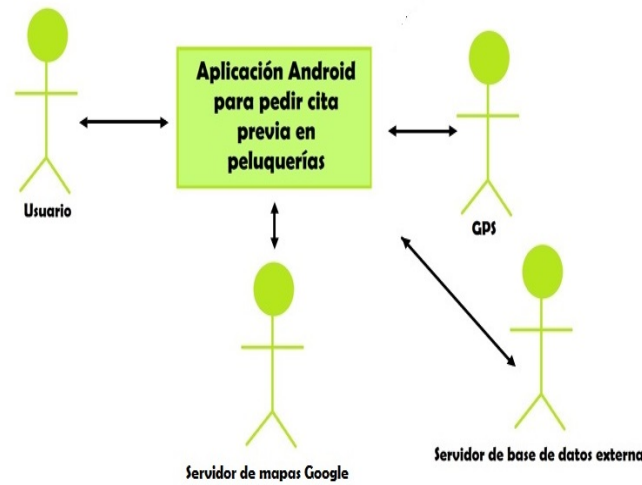 Aplicación Android
para pedir cita
previa en
peluquerías
Usuario
GPS
Servidor de mapas Google
Servidor de base de datos externa